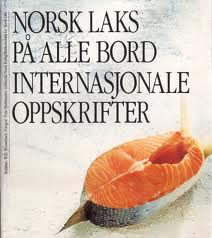 NORSK LAKS
PÅ ALLE BORD
INTERNASJONALE
OPPSKRIFTER